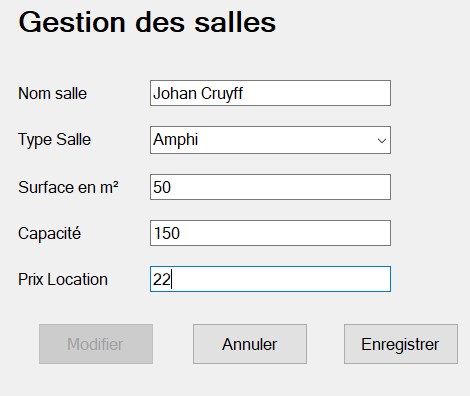 Gestion des salles
Nom salle Johan Cruyff
Type Salle Amphi
Surface en m² 50
Capacité 150
Prix Location 22
Modifier Annuler Enregistrer